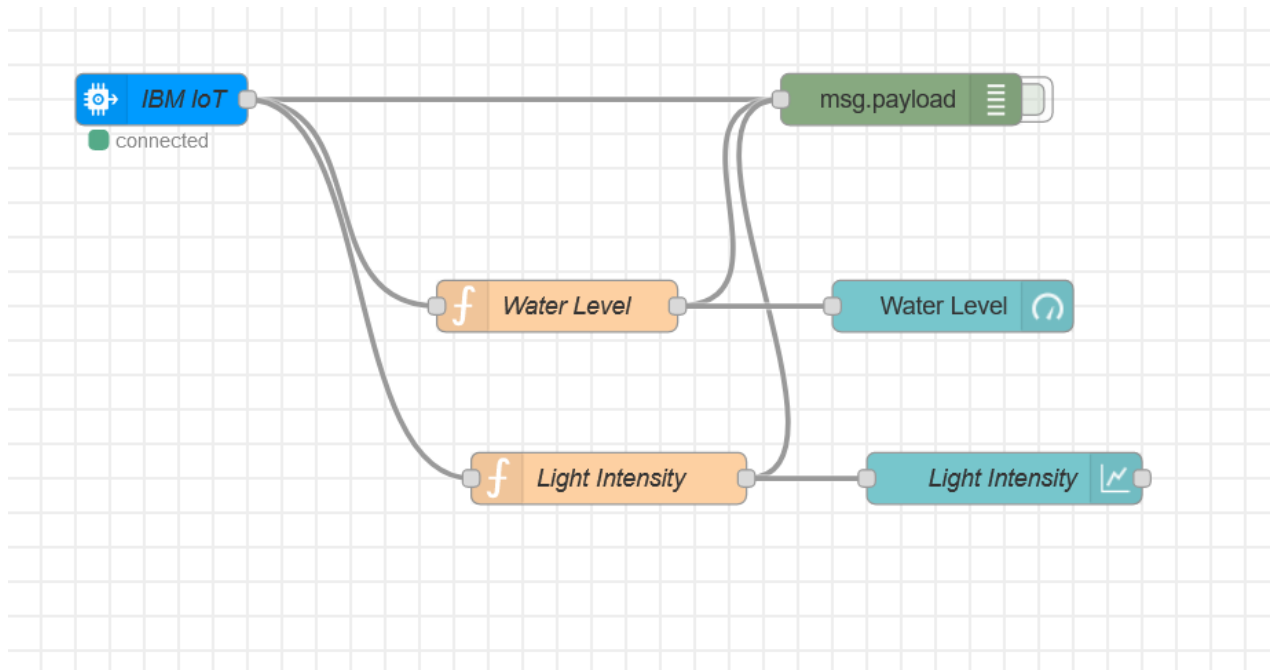 IBM IoT
msg.payload
connected
Water Level
Water Level
Light Intensity
Light Intensity